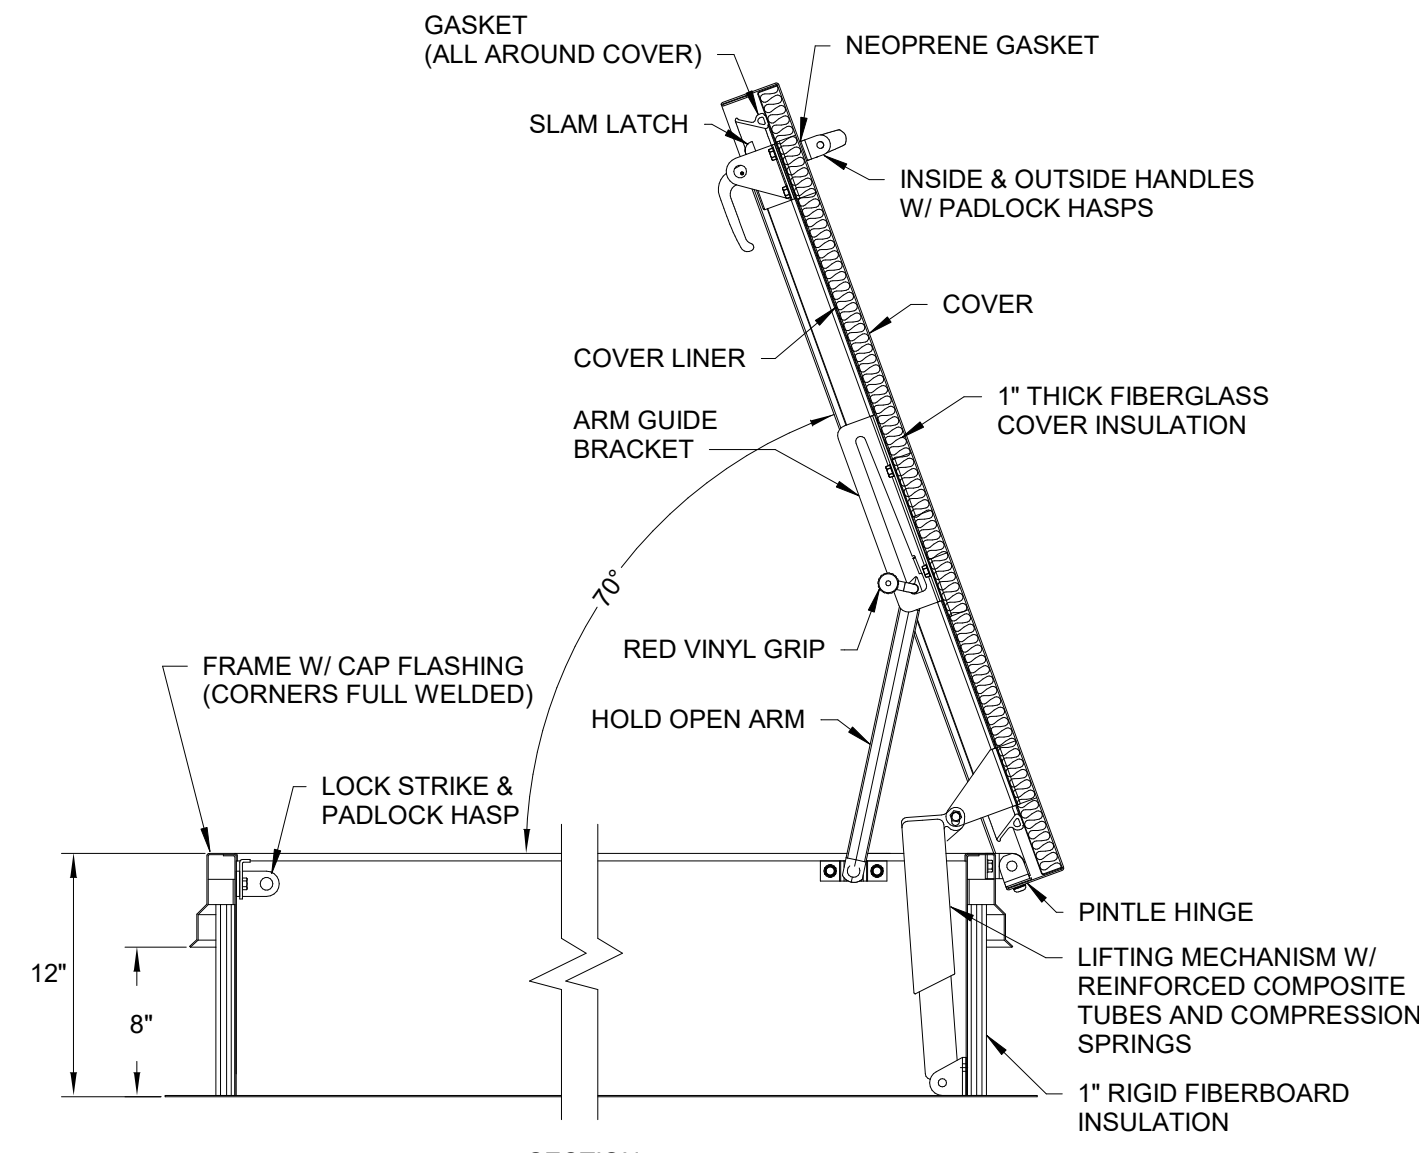 GASKET
(ALL AROUND COVER)
NEOPRENE GASKET
SLAM LATCH
INSIDE & OUTSIDE HANDLES
W/ PADLOCK HASPS
COVER
COVER LINER
1" THICK FIBERGLASS
COVER INSULATION
ARM GUIDE
BRACKET
70°
RED VINYL GRIP
FRAME W/ CAP FLASHING
(CORNERS FULL WELDED)
HOLD OPEN ARM
LOCK STRIKE &
PADLOCK HASP
PINTLE HINGE
LIFTING MECHANISM W/
REINFORCED COMPOSITE
TUBES AND COMPRESSION
SPRINGS
12"
8"
1" RIGID FIBERBOARD
INSULATION